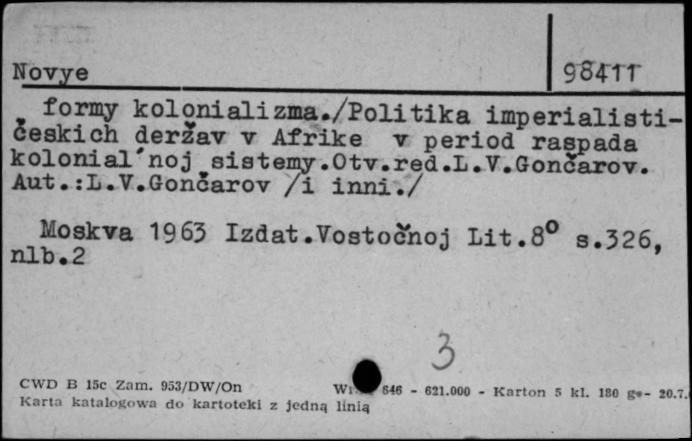 Novye 98411
formy kolonializma./Politika imperialisti-
českich deržav v Afrike v period raspada
kolonial'noj sistemy.Otv.red.L.V.Gončarov.
Aut.:L.V.Gončarov /i inni./
Moskva 1963 Izdat.Vostočnoj Lit.8° s.326,
nlb.2
3
CWD B 15c Zam. 953/DW/On 646 - 621.000 - Karton 5 kl. 180 g.- 20.7.
Karta katalogowa do kartoteki z jedną linią